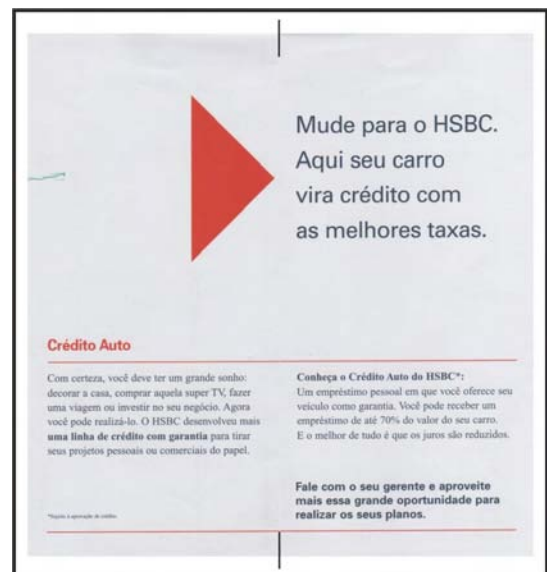 Mude para o HSBC.
Aqui seu carro
vira crédito com
as melhores taxas.
Crédito Auto
Com certeza, você deve ter um grande sonho:
decorar a casa, comprar aquela super TV, fazer
uma viagem ou investir no seu negócio. Agora
você pode realizá-lo. O HSBC desenvolveu mais
uma linha de crédito com garantia para tirar
seus projetos pessoais ou comerciais do papel.
*Sujeito à aprovação de crédito.
Conheça o Crédito Auto do HSBC*:
Um empréstimo pessoal em que você oferece seu
veículo como garantia. Você pode receber um
empréstimo de até 70% do valor do seu carro.
E o melhor de tudo é que os juros são reduzidos.
Fale com o seu gerente e aproveite
mais essa grande oportunidade para
realizar os seus planos.